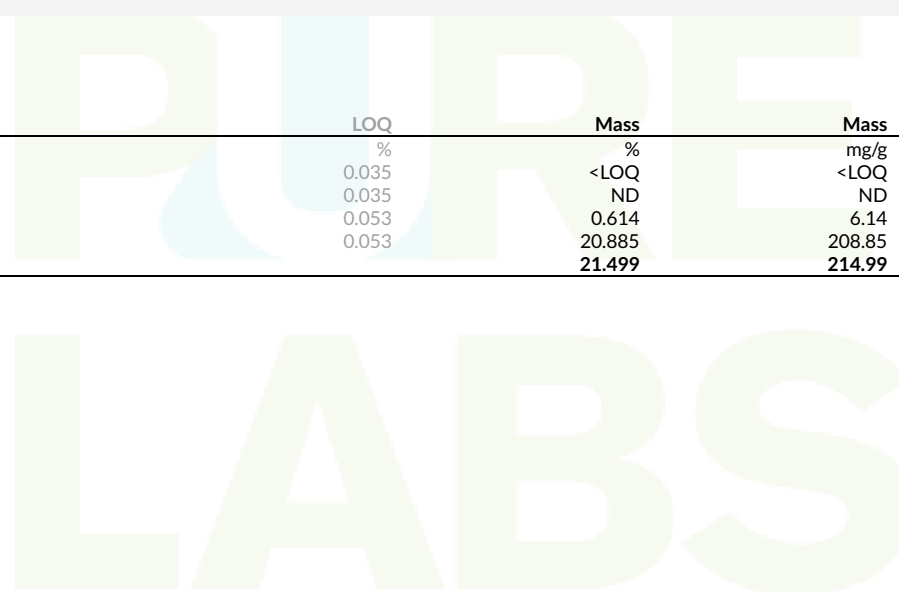 PURE
LOQ Mass Mass
% % mg/g
0.035 <LOQ <LOQ
0.035 ND ND
0.053 0.614 6.14
0.053 20.885 208.85
21.499 214.99
LABS